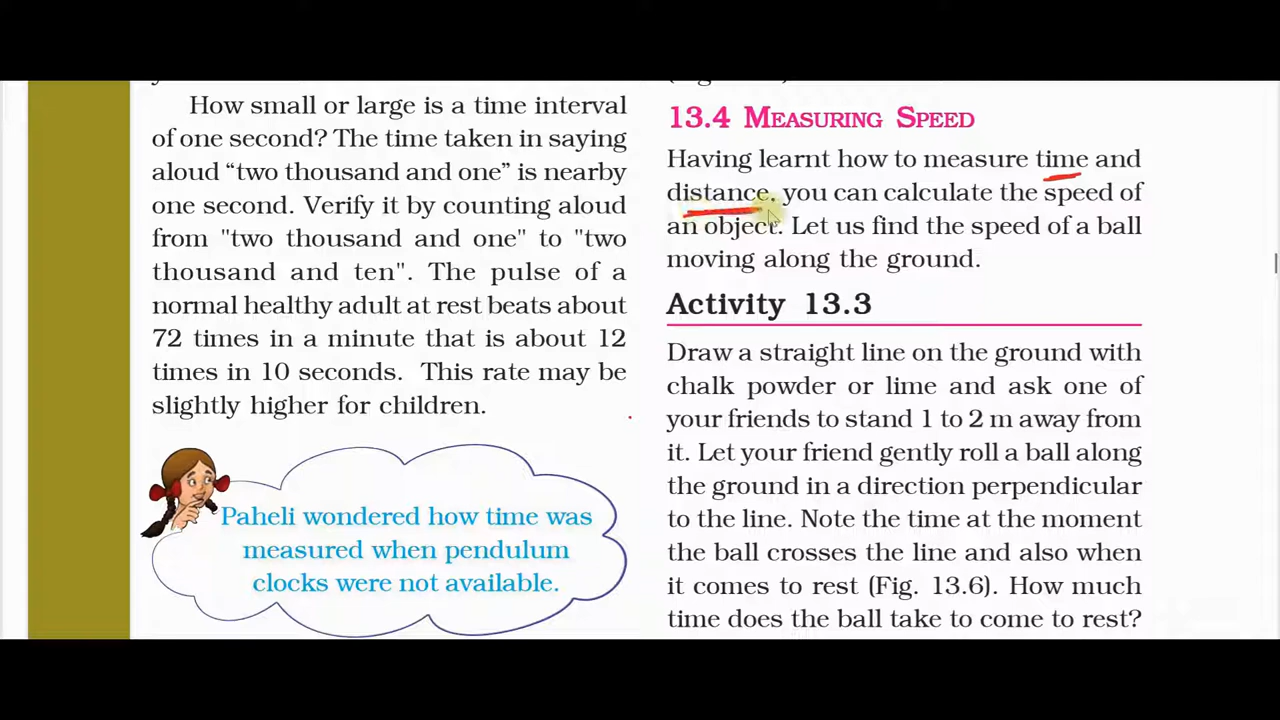 How small or large is a time interval
of one second? The time taken in saying
aloud “two thousand and one” is nearby
one second. Verify it by counting aloud
from "two thousand and one" to "two
thousand and ten". The pulse of a
normal healthy adult at rest beats about
72 times in a minute that is about 12
times in 10 seconds. This rate may be
slightly higher for children.
Paheli wondered how time was
measured when pendulum
clocks were not available.
13.4 MEASURING SPEED
Having learnt how to measure time and
distance, you can calculate the speed of
an object. Let us find the speed of a ball
moving along the ground.
Activity 13.3
Draw a straight line on the ground with
chalk powder or lime and ask one of
your friends to stand 1 to 2 m away from
it. Let your friend gently roll a ball along
the ground in a direction perpendicular
to the line. Note the time at the moment
the ball crosses the line and also when
it comes to rest (Fig. 13.6). How much
time does the ball take to come to rest?